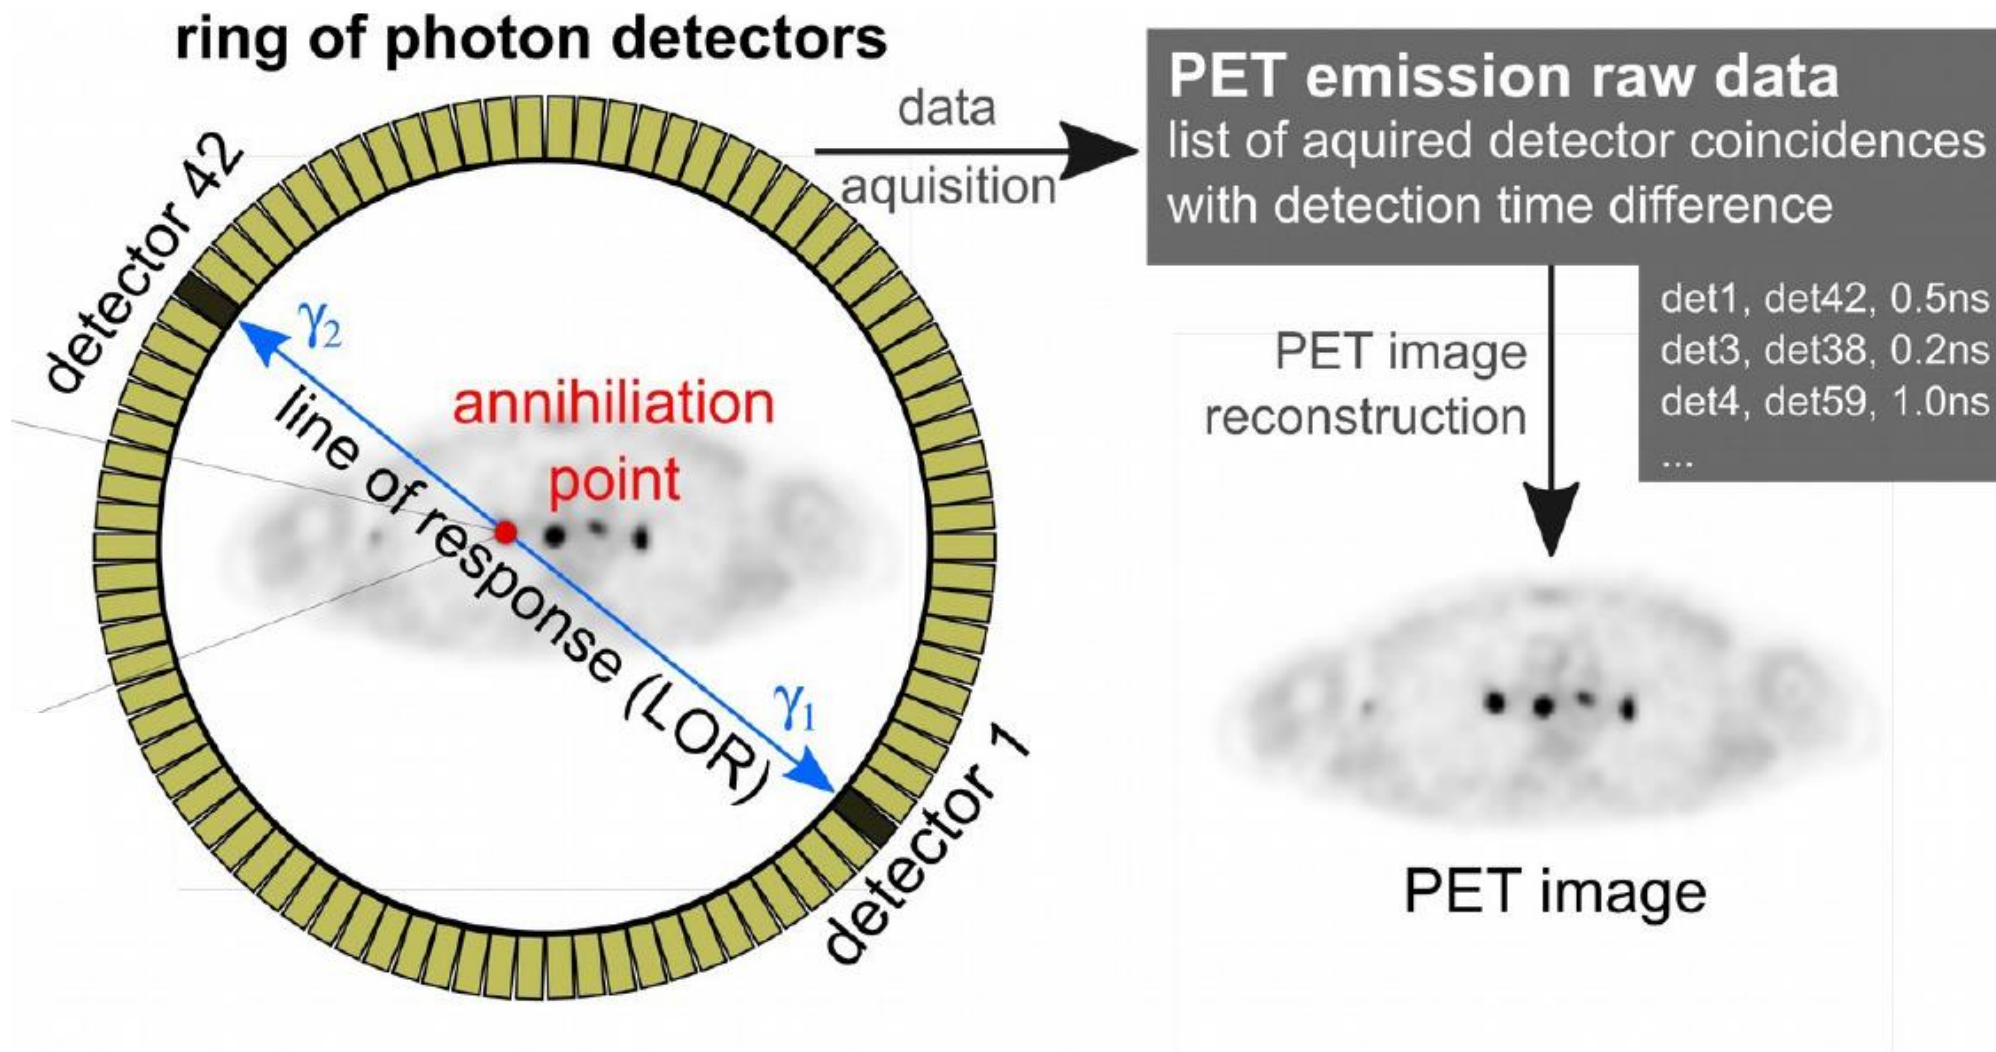 ring of photon detectors
detector 42
γ2
line of response (LOR)
annihiliation
point
γ1
detector 1
data
aquisition
PET emission raw data
list of aquired detector coincidences
with detection time difference
det1, det42, 0.5ns
det3, det38, 0.2ns
det4, det59, 1.0ns
...
PET image
reconstruction
PET image